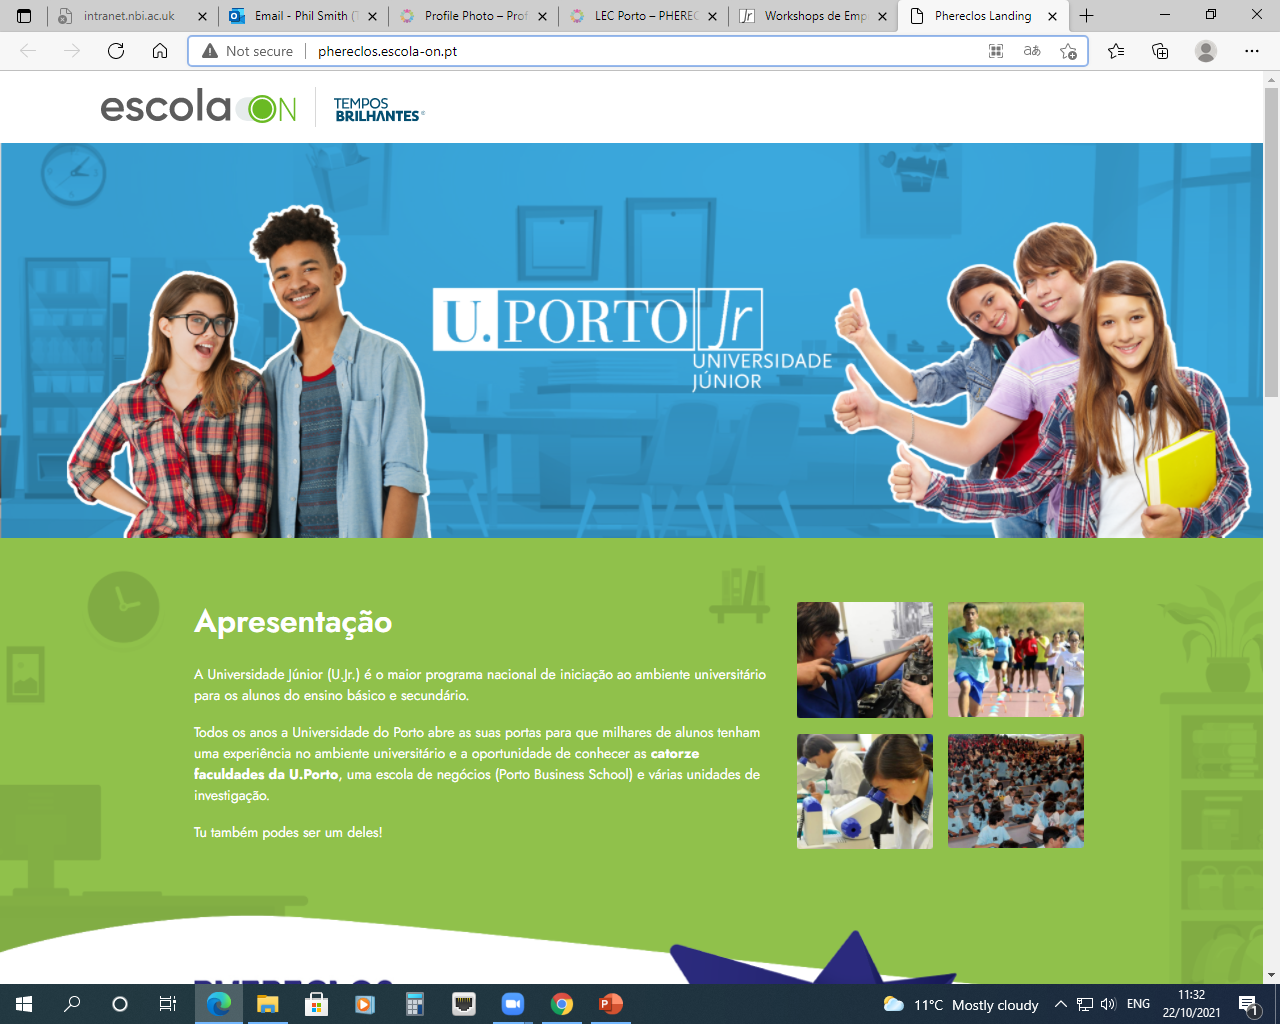 intranet.nbi.ac.uk
Email - Phil Smith (T
Profile Photo – Prof
LEC Porto – PHEREC
Workshops de Emp
Phereclos Landing
Not secure
phereclos.escola-on.pt
escola ON
TEMPOS
BRILHANTES
U.PORTO Jr
UNIVERSIDADE
JÚNIOR
Apresentação
A Universidade Júnior (U.Jr.) é o maior programa nacional de iniciação ao ambiente universitário
para os alunos do ensino básico e secundário.
Todos os anos a Universidade do Porto abre as suas portas para que milhares de alunos tenham
uma experiência no ambiente universitário e a oportunidade de conhecer as catorze
faculdades da U.Porto, uma escola de negócios (Porto Business School) e várias unidades de
investigação.
Tu também podes ser um deles!
11°C Mostly cloudy
ENG
11:32
22/10/2021
1